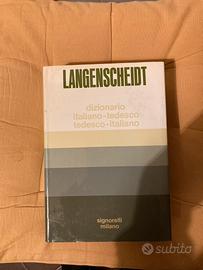 LANGENSCHEIDT
dizionario
italiano-tedesco
tedesco-italiano
signorelli
milano
subito